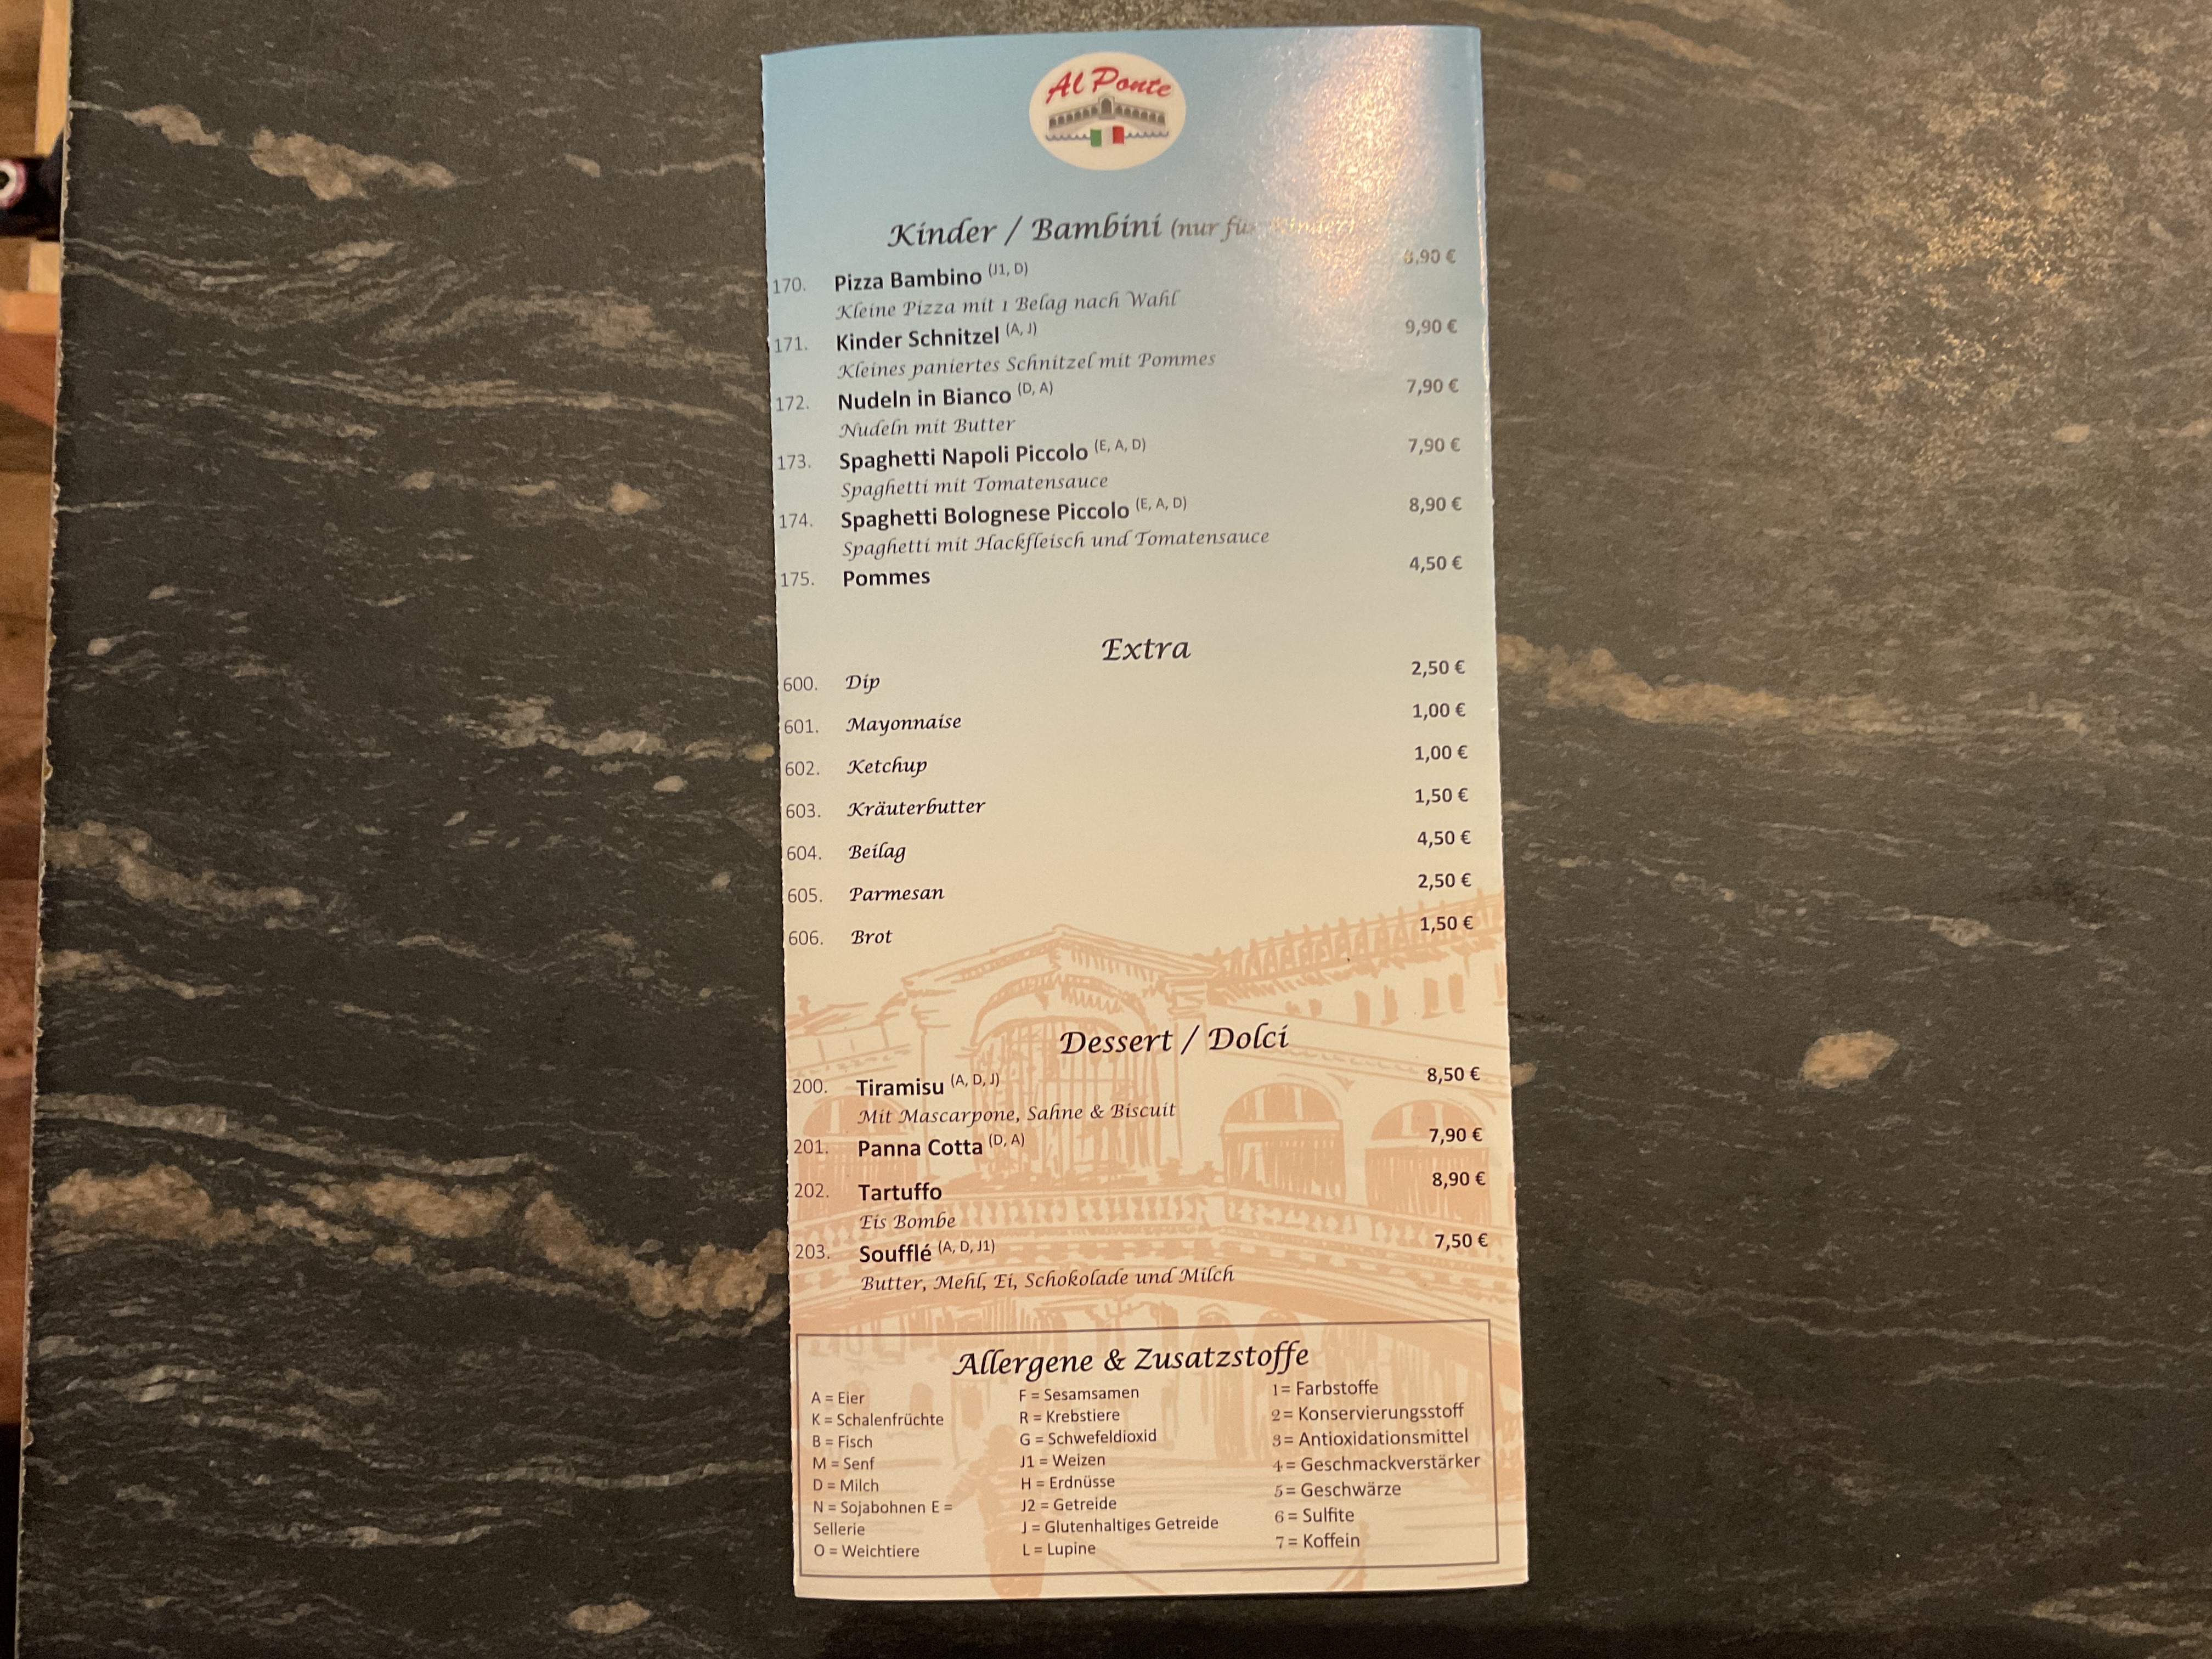 Al Ponte
Kinder / Bambini (nur für Kinder)
170. Pizza Bambino (J1, D)
Kleine Pizza mit 1 Belag nach Wahl
171. Kinder Schnitzel (A, J) 9,90 €
Kleines paniertes Schnitzel mit Pommes
172. Nudeln in Bianco (D, A) 7,90 €
Nudeln mit Butter
173. Spaghetti Napoli Piccolo (E, A, D) 7,90 €
Spaghetti mit Tomatensauce
174. Spaghetti Bolognese Piccolo (E, A, D) 8,90 €
Spaghetti mit Hackfleisch und Tomatensauce
175. Pommes 4,50 €
Extra
600. Dip 2,50 €
601. Mayonnaise 1,00 €
602. Ketchup 1,00 €
603. Kräuterbutter 1,50 €
604. Beilag 4,50 €
605. Parmesan 2,50 €
606. Brot 1,50 €
Dessert / Dolci
200. Tiramisu (A, D, J) 8,50 €
Mit Mascarpone, Sahne & Biscuit
201. Panna Cotta (D, A) 7,90 €
202. Tartuffo 8,90 €
Eis Bombe
203. Soufflé (A, D, J1) 7,50 €
Butter, Mehl, Ei, Schokolade und Milch
Allergene & Zusatzstoffe
A = Eier
K = Schalenfrüchte
B = Fisch
M = Senf
D = Milch
N = Sojabohnen E =
Sellerie
O = Weichtiere
F = Sesamsamen
R = Krebstiere
G = Schwefeldioxid
J1 = Weizen
H = Erdnüsse
J2 = Getreide
J = Glutenhaltiges Getreide
L = Lupine
1= Farbstoffe
2= Konservierungsstoff
3= Antioxidationsmittel
4= Geschmackverstärker
5= Geschwärze
6= Sulfite
7= Koffein